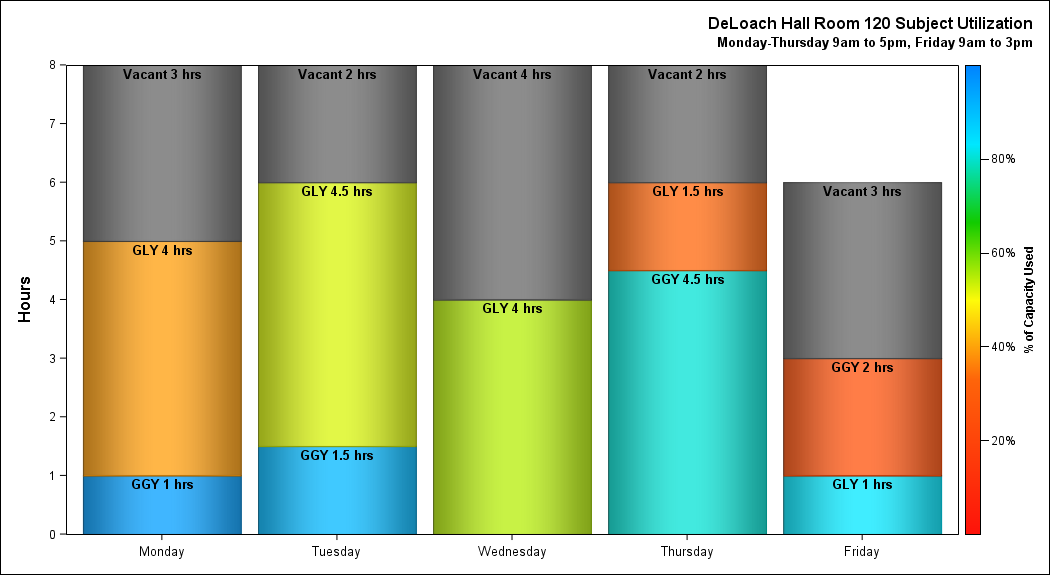 DeLoach Hall Room 120 Subject Utilization
Monday-Thursday 9am to 5pm, Friday 9am to 3pm
Hours
8
7
6
5
4
3
2
1
0
Vacant 3 hrs
GLY 4 hrs
GGY 1 hrs
Vacant 2 hrs
GLY 4.5 hrs
GGY 1.5 hrs
Vacant 4 hrs
GLY 4 hrs
Vacant 2 hrs
GLY 1.5 hrs
GGY 4.5 hrs
Vacant 3 hrs
GGY 2 hrs
GLY 1 hrs
Monday
Tuesday
Wednesday
Thursday
Friday
80%
60%
40%
20%
% of Capacity Used